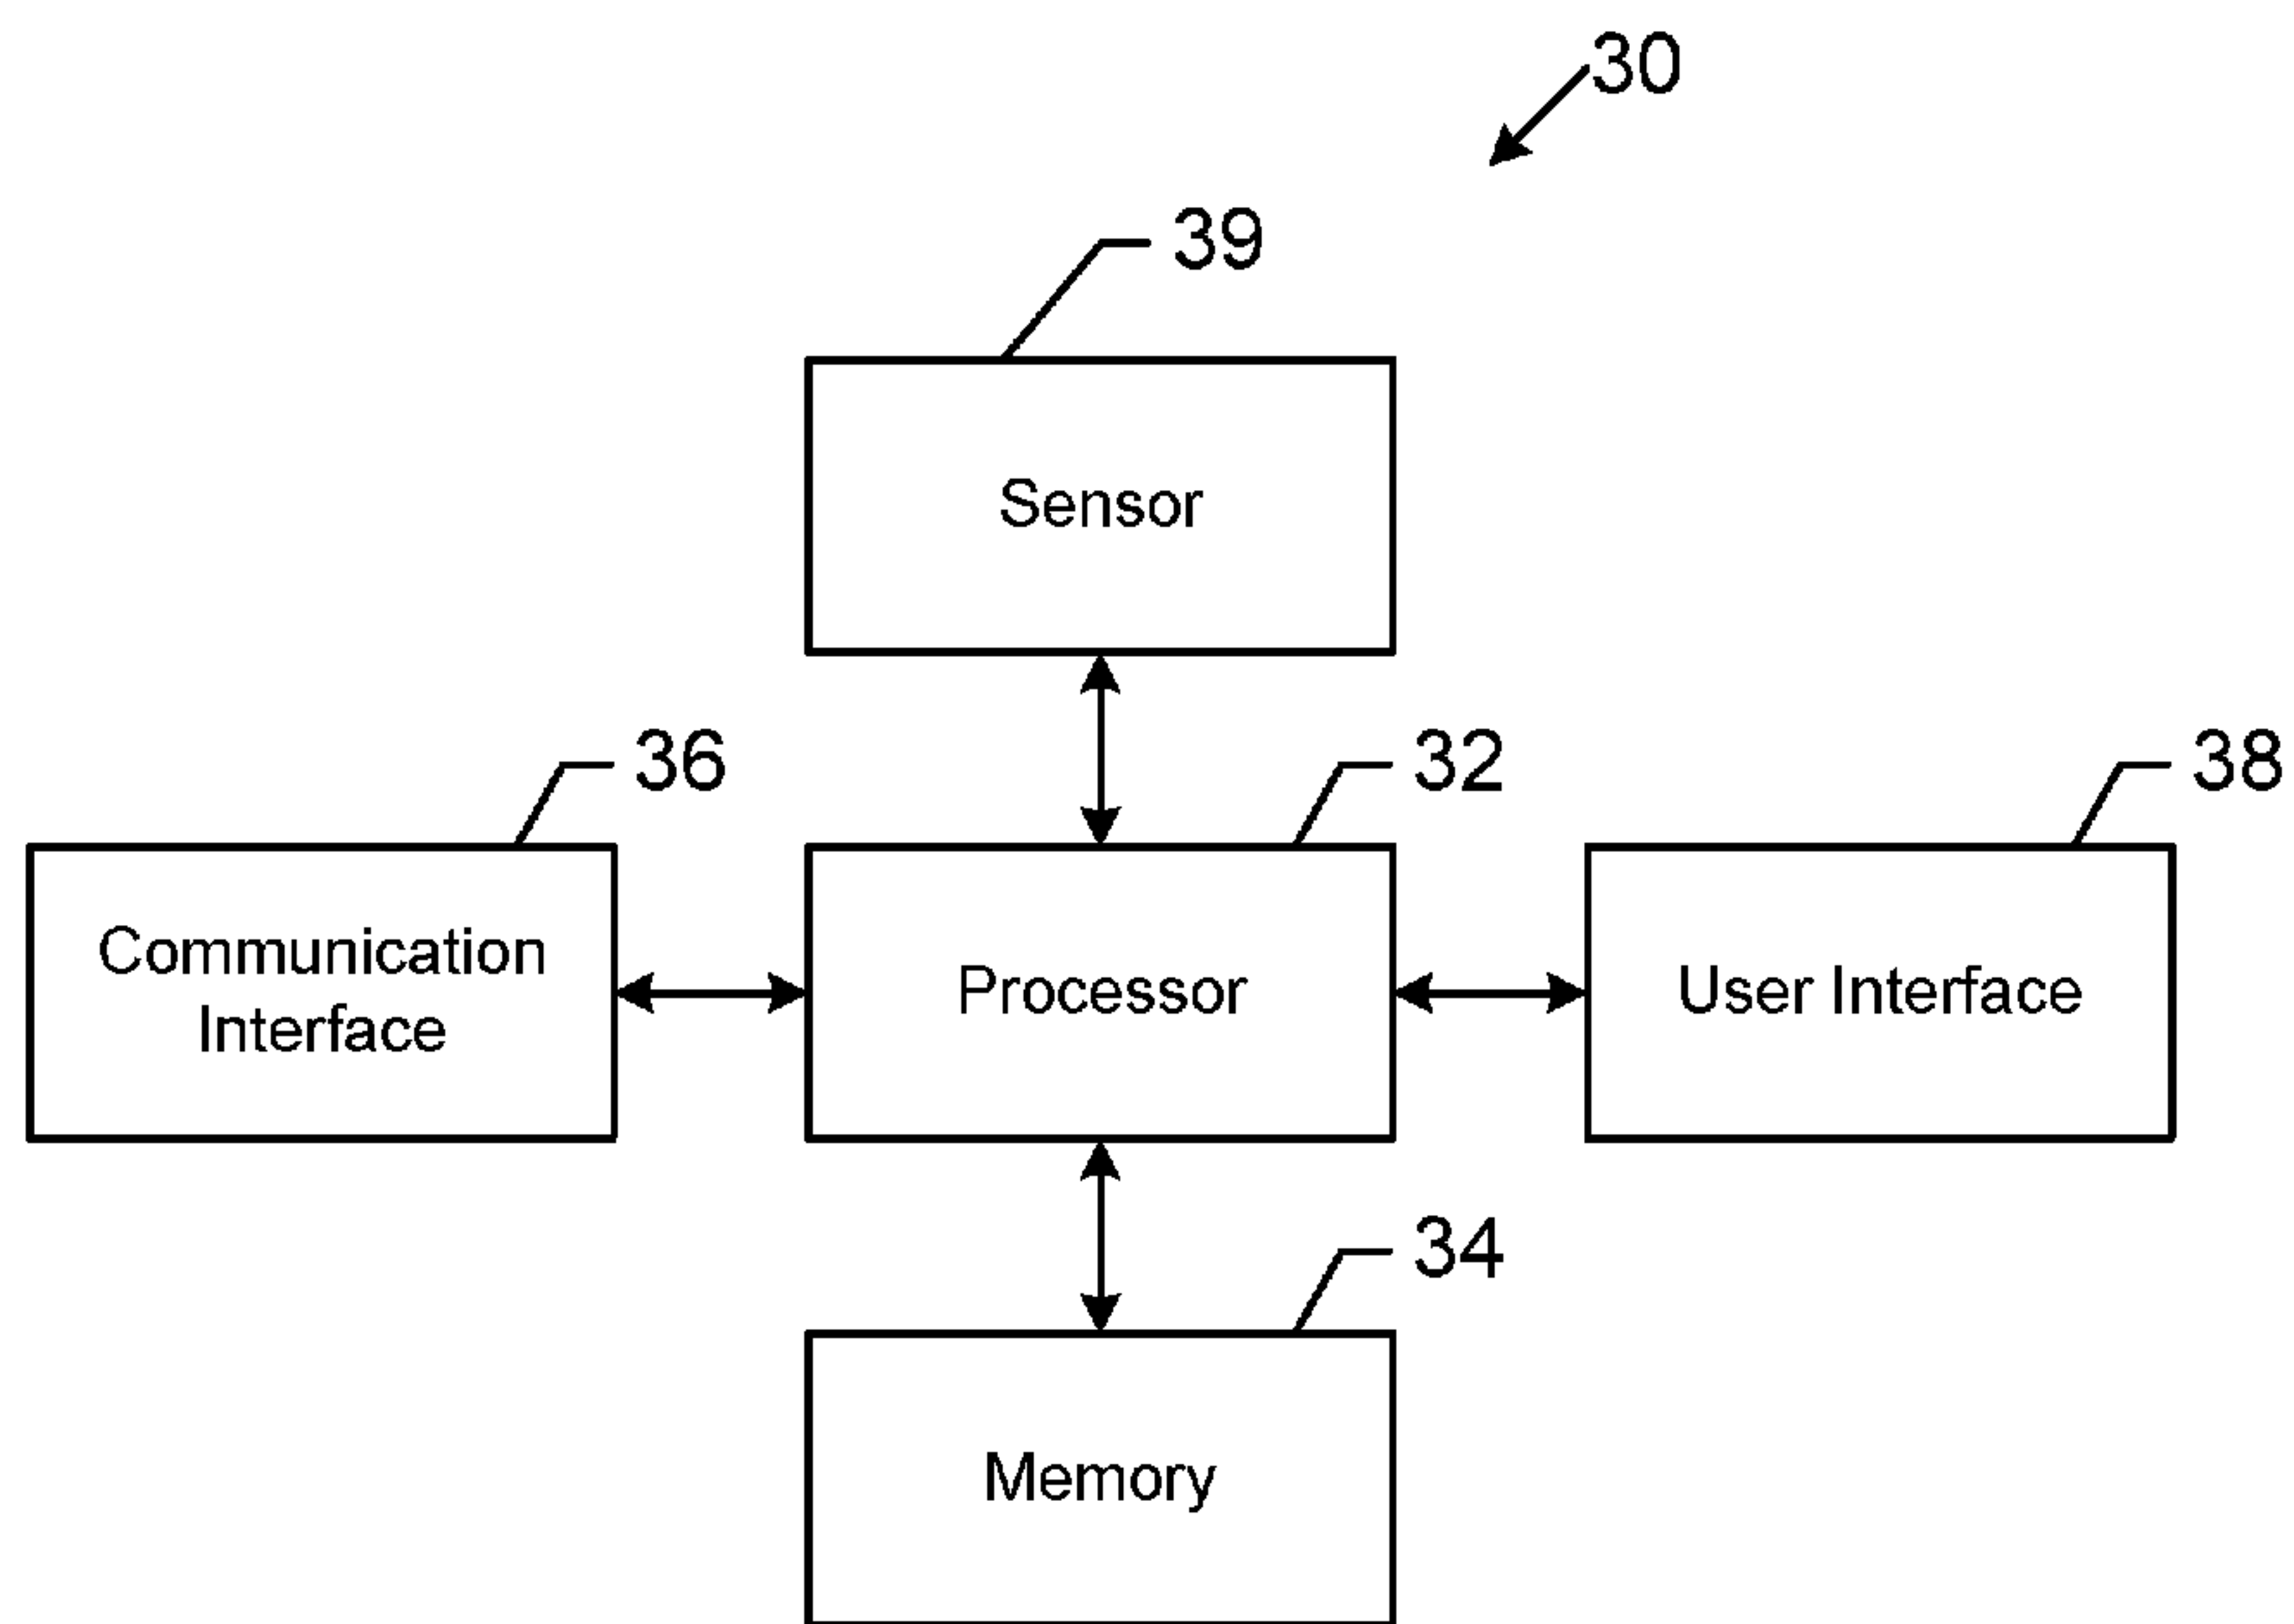 30
39
Sensor
36
32
38
Communication
Interface
Processor
User Interface
34
Memory